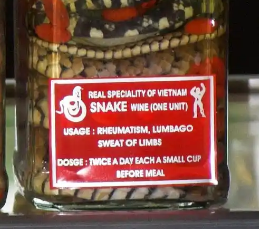 REAL SPECIALITY OF VIETNAM
SNAKE WINE (ONE UNIT)
USAGE : RHEUMATISM, LUMBAGO
SWEAT OF LIMBS
DOSGE : TWICE A DAY EACH A SMALL CUP
BEFORE MEAL